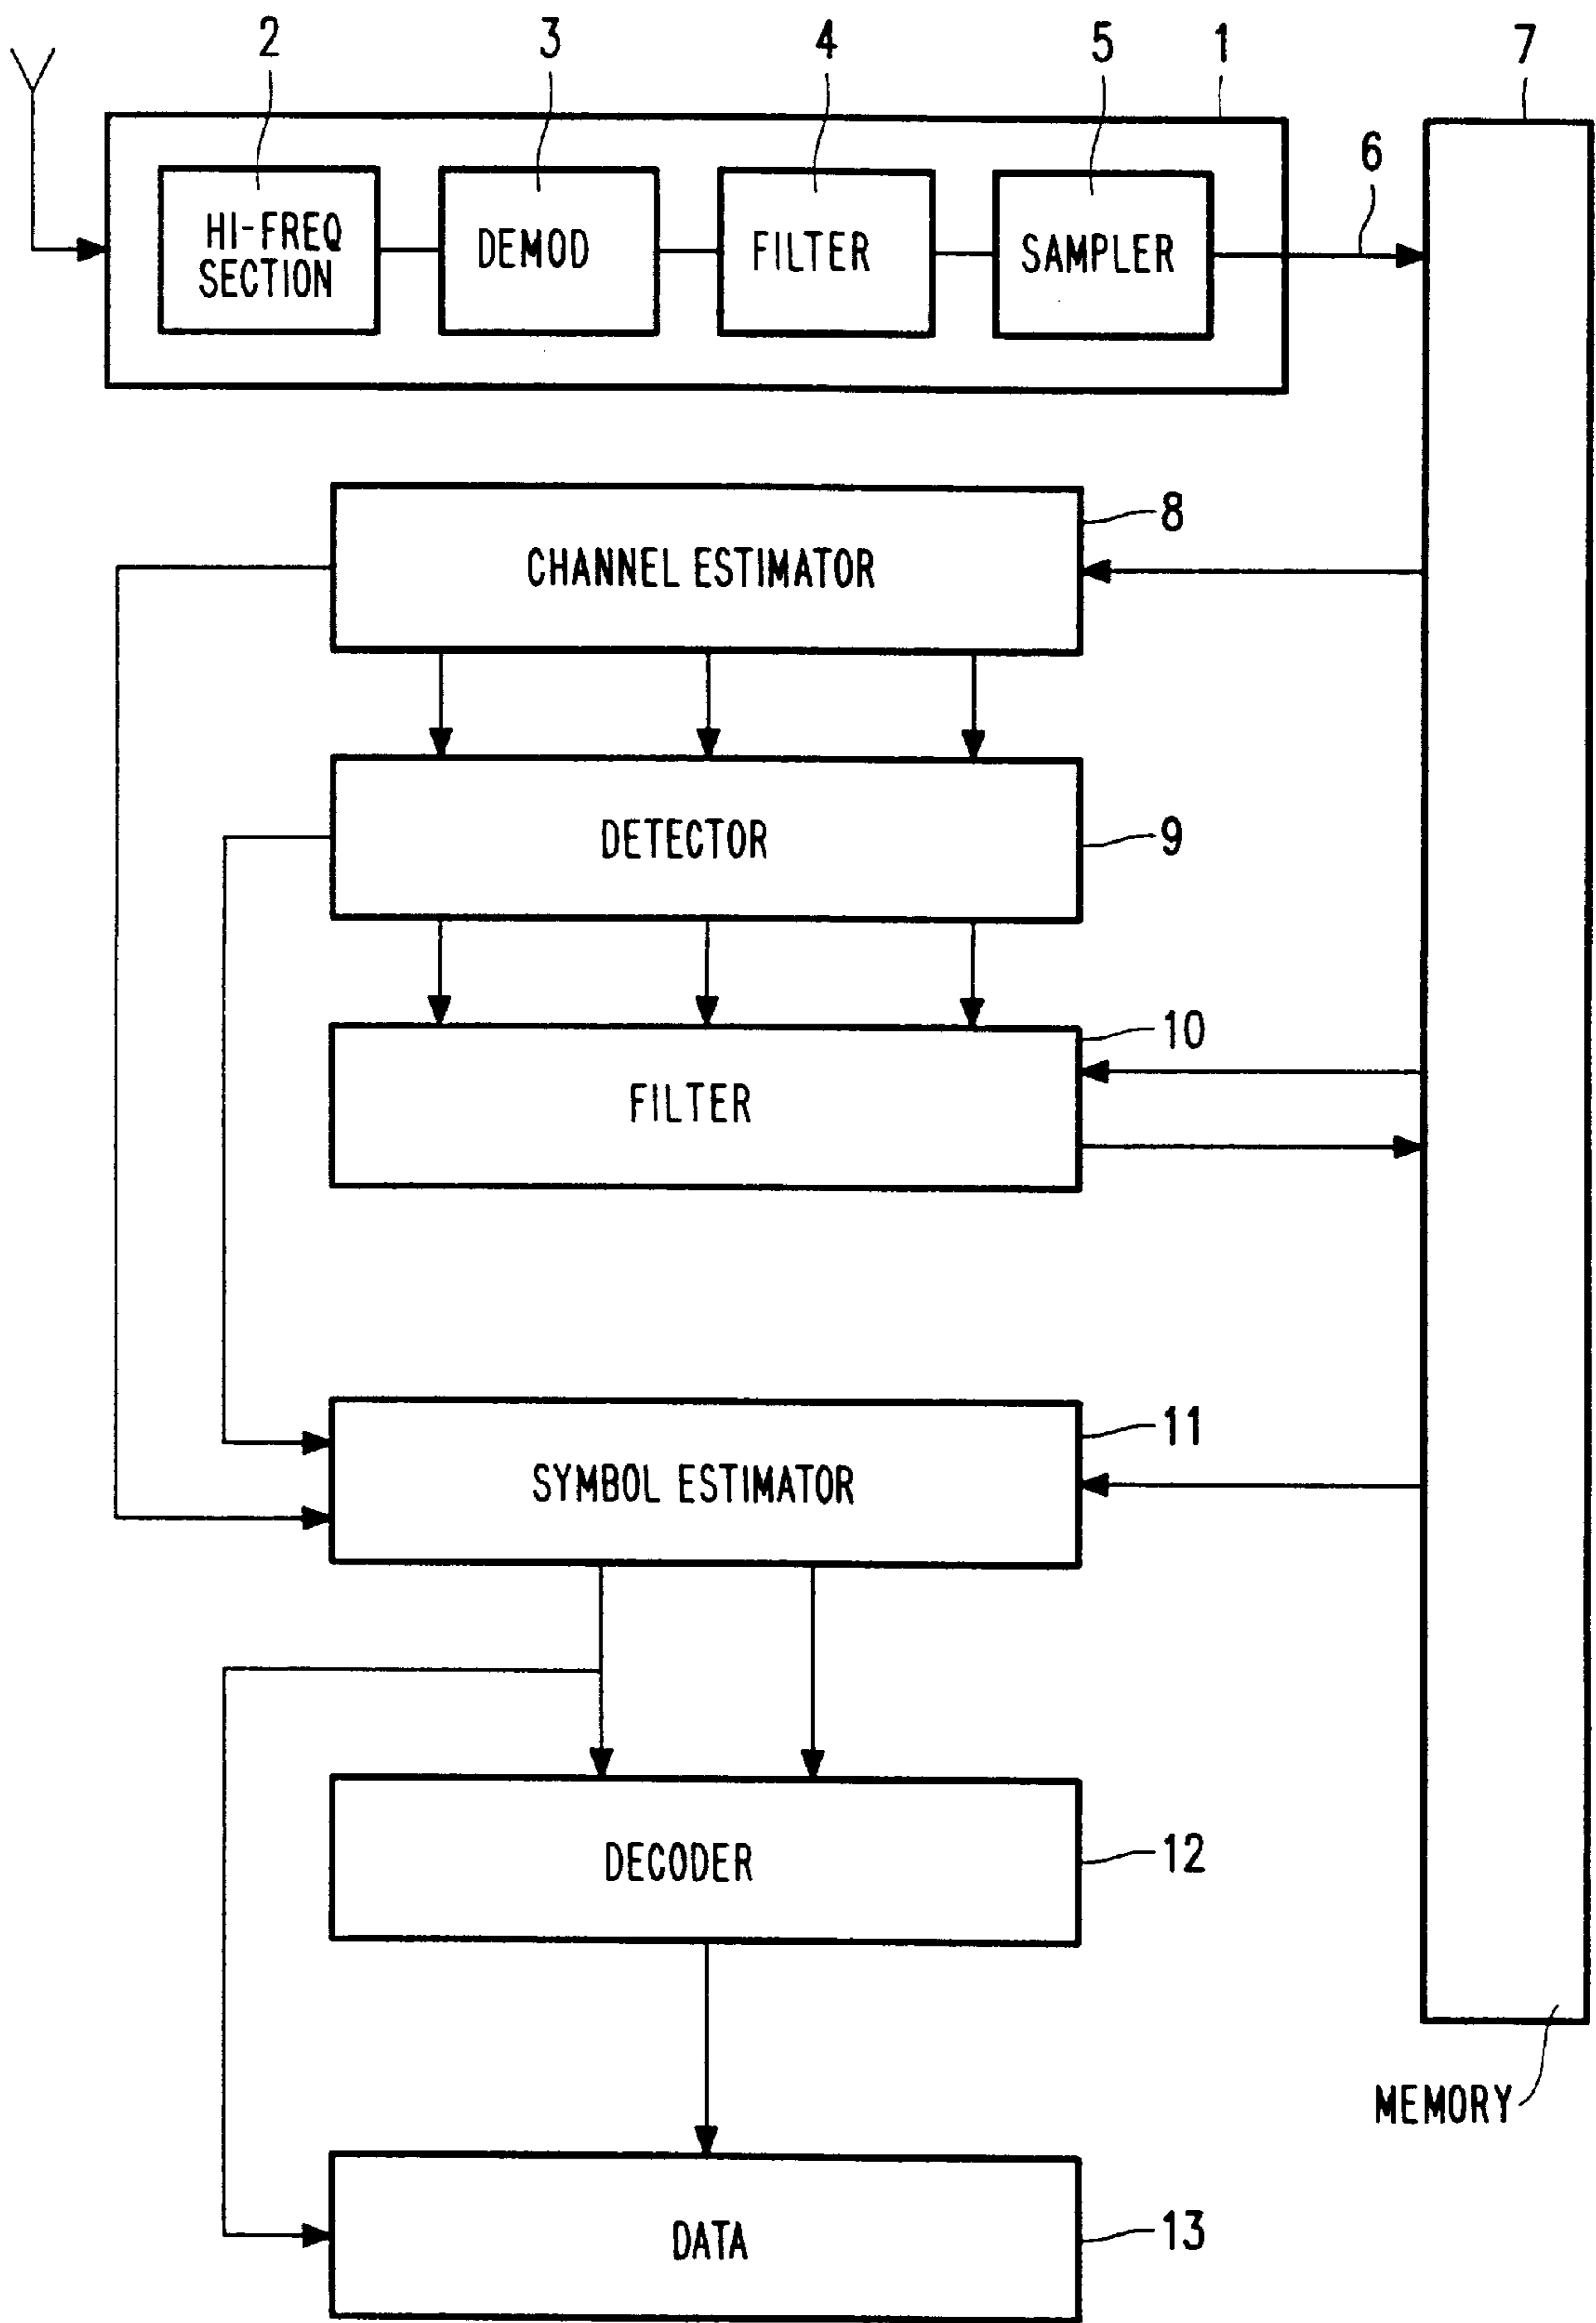 2
3
4
5
1
7
6
HI-FREQ
SECTION
DEMOD
FILTER
SAMPLER
8
CHANNEL ESTIMATOR
DETECTOR
9
10
FILTER
11
SYMBOL ESTIMATOR
DECODER
12
MEMORY
DATA
13